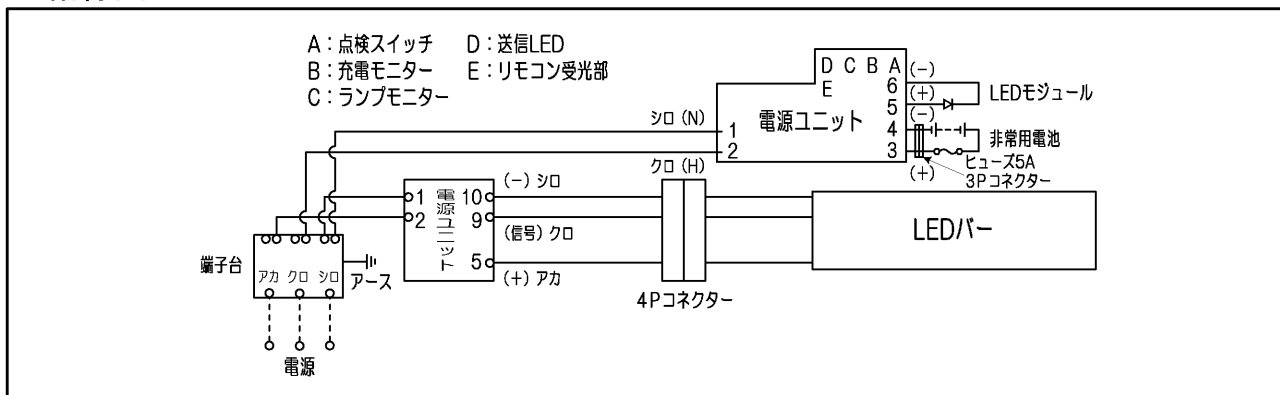 A：点検スイッチ D：送信LED
B：充電モニター E：リモコン受光部
C：ランプモニター
D C B A
E
電源ユニット
6
5
4
3
1
2
(-)
(+)
(-)
(+)
LEDモジュール
非常用電池
ヒューズ5A
3Pコネクター
シロ (N)
クロ (H)
1
2
電源ユニット
10
9
5
(-) シロ
(信号) クロ
(+) アカ
4Pコネクター
LEDバー
端子台
アカ クロ シロ
アース
電源